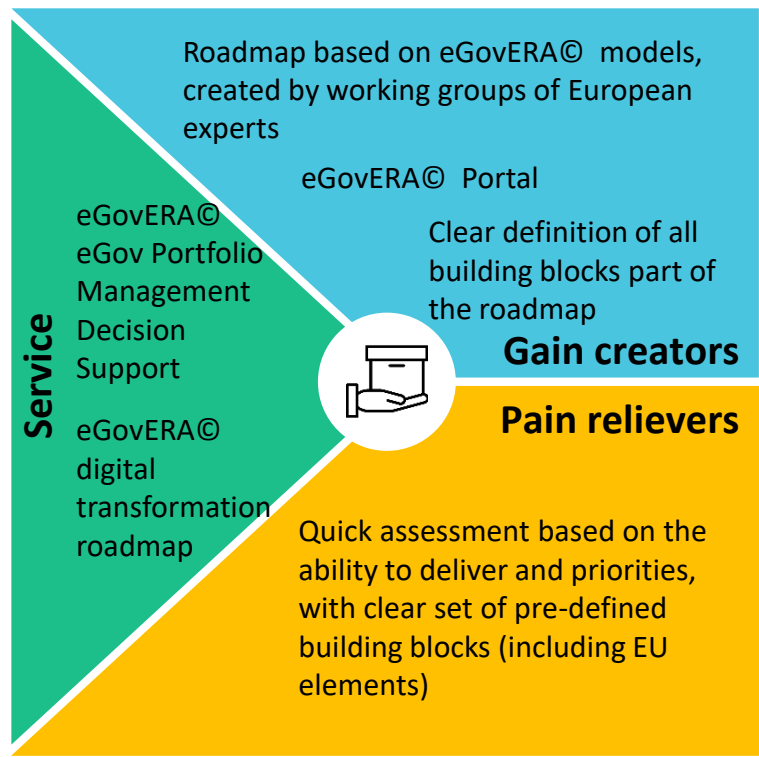 Roadmap based on eGovERA© models,
created by working groups of European
experts
eGovERA© Portal
Clear definition of all
building blocks part of
the roadmap
Gain creators
Service
eGovERA©
eGov Portfolio
Management
Decision
Support
eGovERA©
digital
transformation
roadmap
Pain relievers
Quick assessment based on the
ability to deliver and priorities,
with clear set of pre-defined
building blocks (including EU
elements)